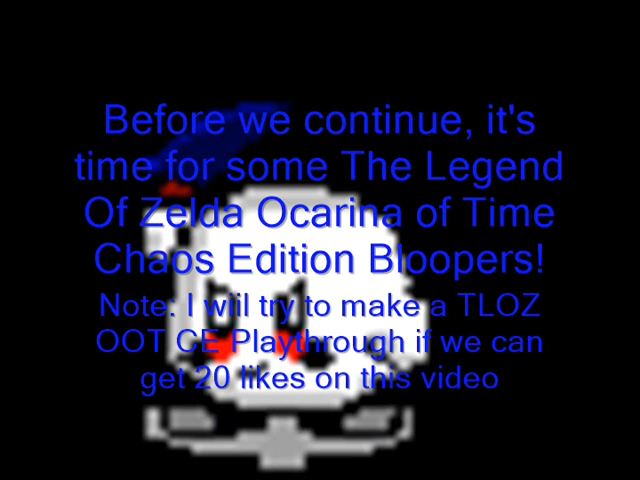 Before we continue, it's
time for some The Legend
Of Zelda Ocarina of Time
Chaos Edition Bloopers!
Note: I wiil try to make a TLOZ
OOT CE Playthrough if we can
get 20 likes on this video